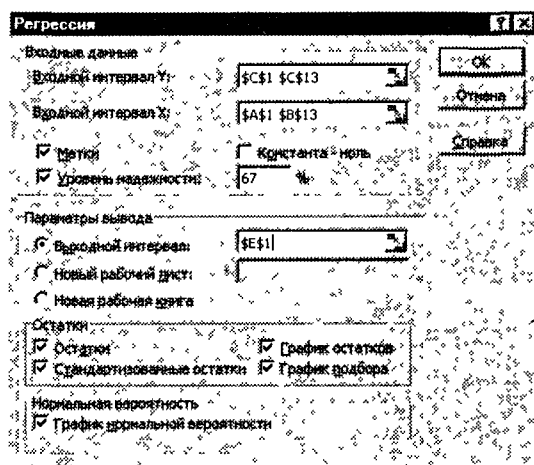 Регрессия
Входные данные
Входной интервал Y: $C$1 $C$13
Входной интервал X: $A$1 $B$13
Метки Константа - ноль
Уровень надежности: 67 %
ОК
Отмена
Справка
Параметры вывода
Выходной интервал: $E$1
Новый рабочий лист:
Новая рабочая книга
Остатки
Остатки График остатков
Стандартизованные остатки График подбора
Нормальная вероятность
График нормальной вероятности